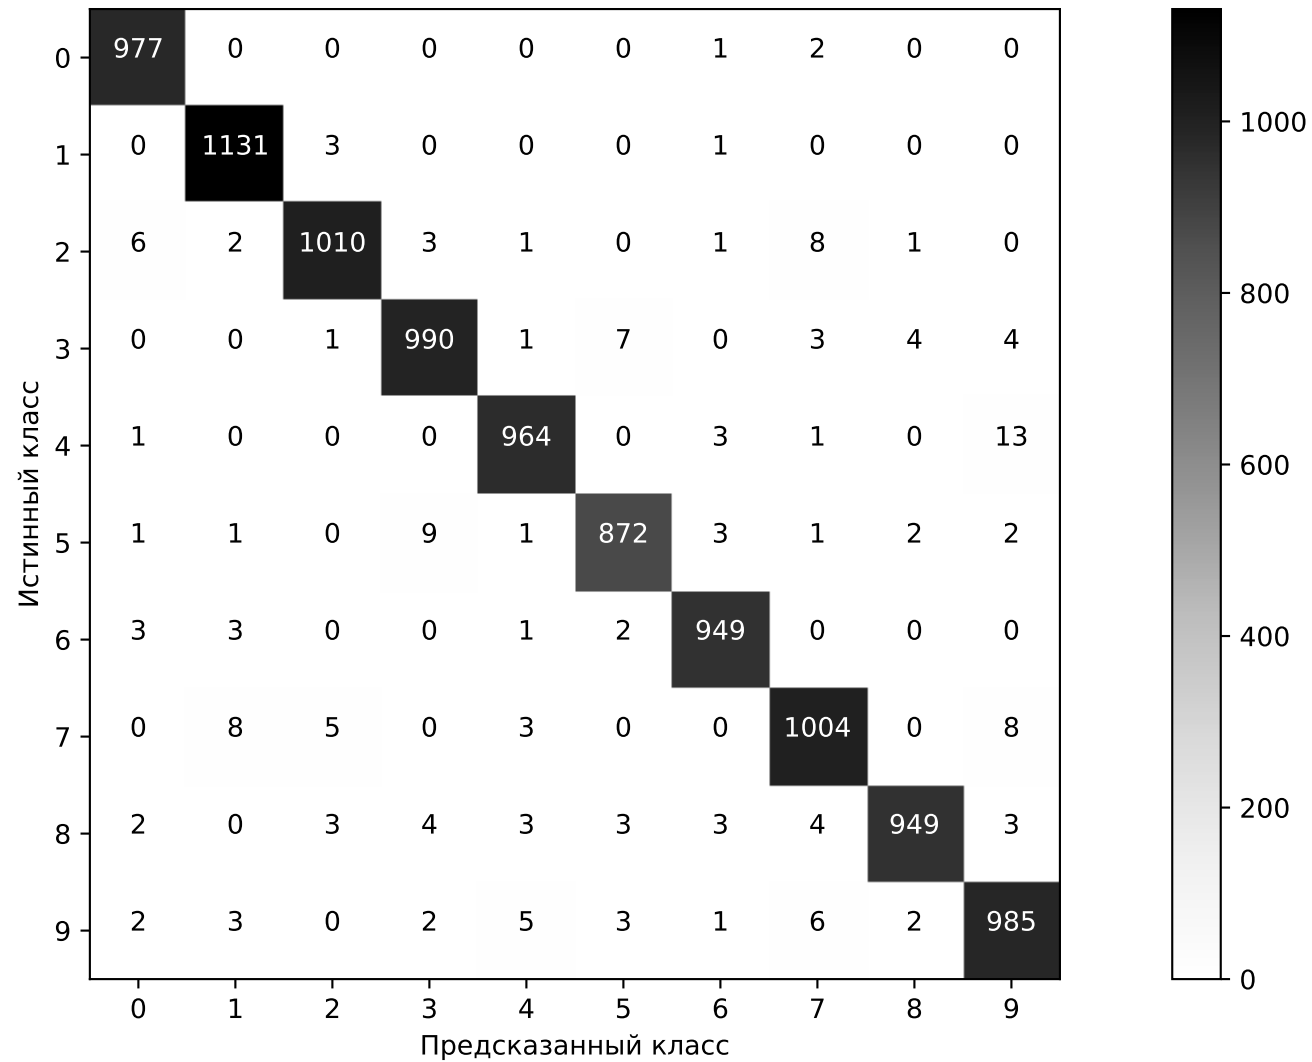 0 977 0 0 0 0 0 1 2 0 0
1 0 1131 3 0 0 0 1 0 0 0
2 6 2 1010 3 1 0 1 8 1 0
3 0 0 1 990 1 7 0 3 4 4
4 1 0 0 0 964 0 3 1 0 13
5 1 1 0 9 1 872 3 1 2 2
6 3 3 0 0 1 2 949 0 0 0
7 0 8 5 0 3 0 0 1004 0 8
8 2 0 3 4 3 3 3 4 949 3
9 2 3 0 2 5 3 1 6 2 985
0 1 2 3 4 5 6 7 8 9
Предсказанный класс
Истинный класс
1000
800
600
400
200
0